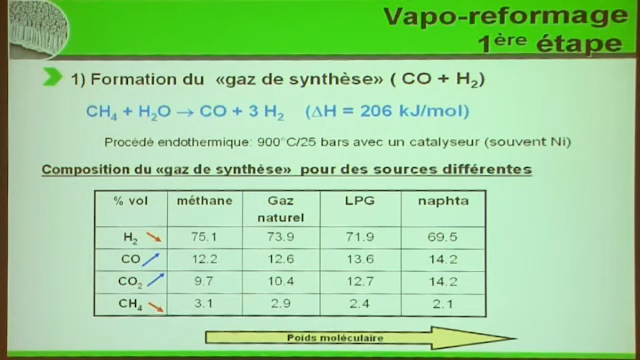 Vapo-reformage
1ère étape
1) Formation du «gaz de synthèse» ( CO + H2)
CH4 + H2O → CO + 3 H2 (ΔH = 206 kJ/mol)
Procédé endothermique: 900°C/25 bars avec un catalyseur (souvent Ni)
Composition du «gaz de synthèse» pour des sources différentes
% vol méthane Gaz naturel LPG naphta
H2 75.1 73.9 71.9 69.5
CO 12.2 12.6 13.6 14.2
CO2 9.7 10.4 12.7 14.2
CH4 3.1 2.9 2.4 2.1
Poids moléculaire